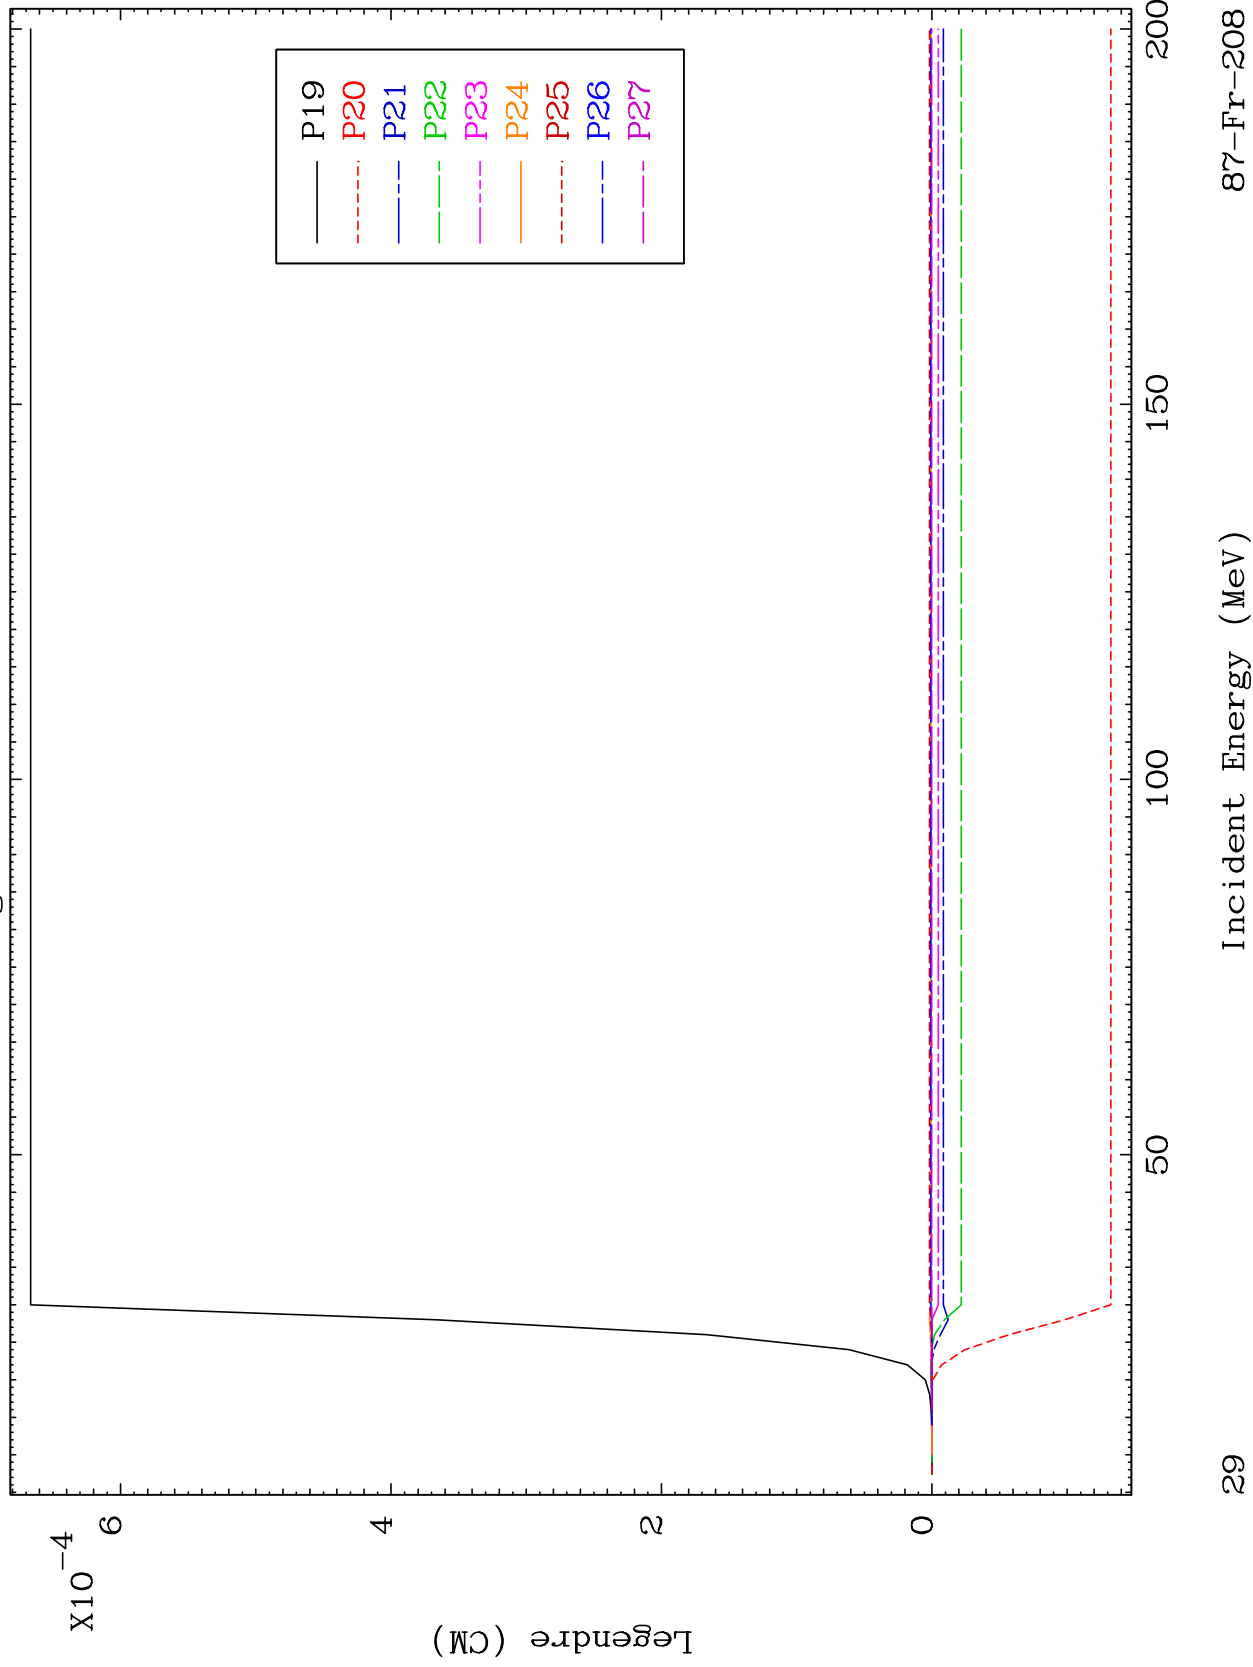 X10-4
6
4
2
0
Legendre (CM)
P19
P20
P21
P22
P23
P24
P25
P26
P27
50
100
150
200
29
Incident Energy (MeV)
87-Fr-208